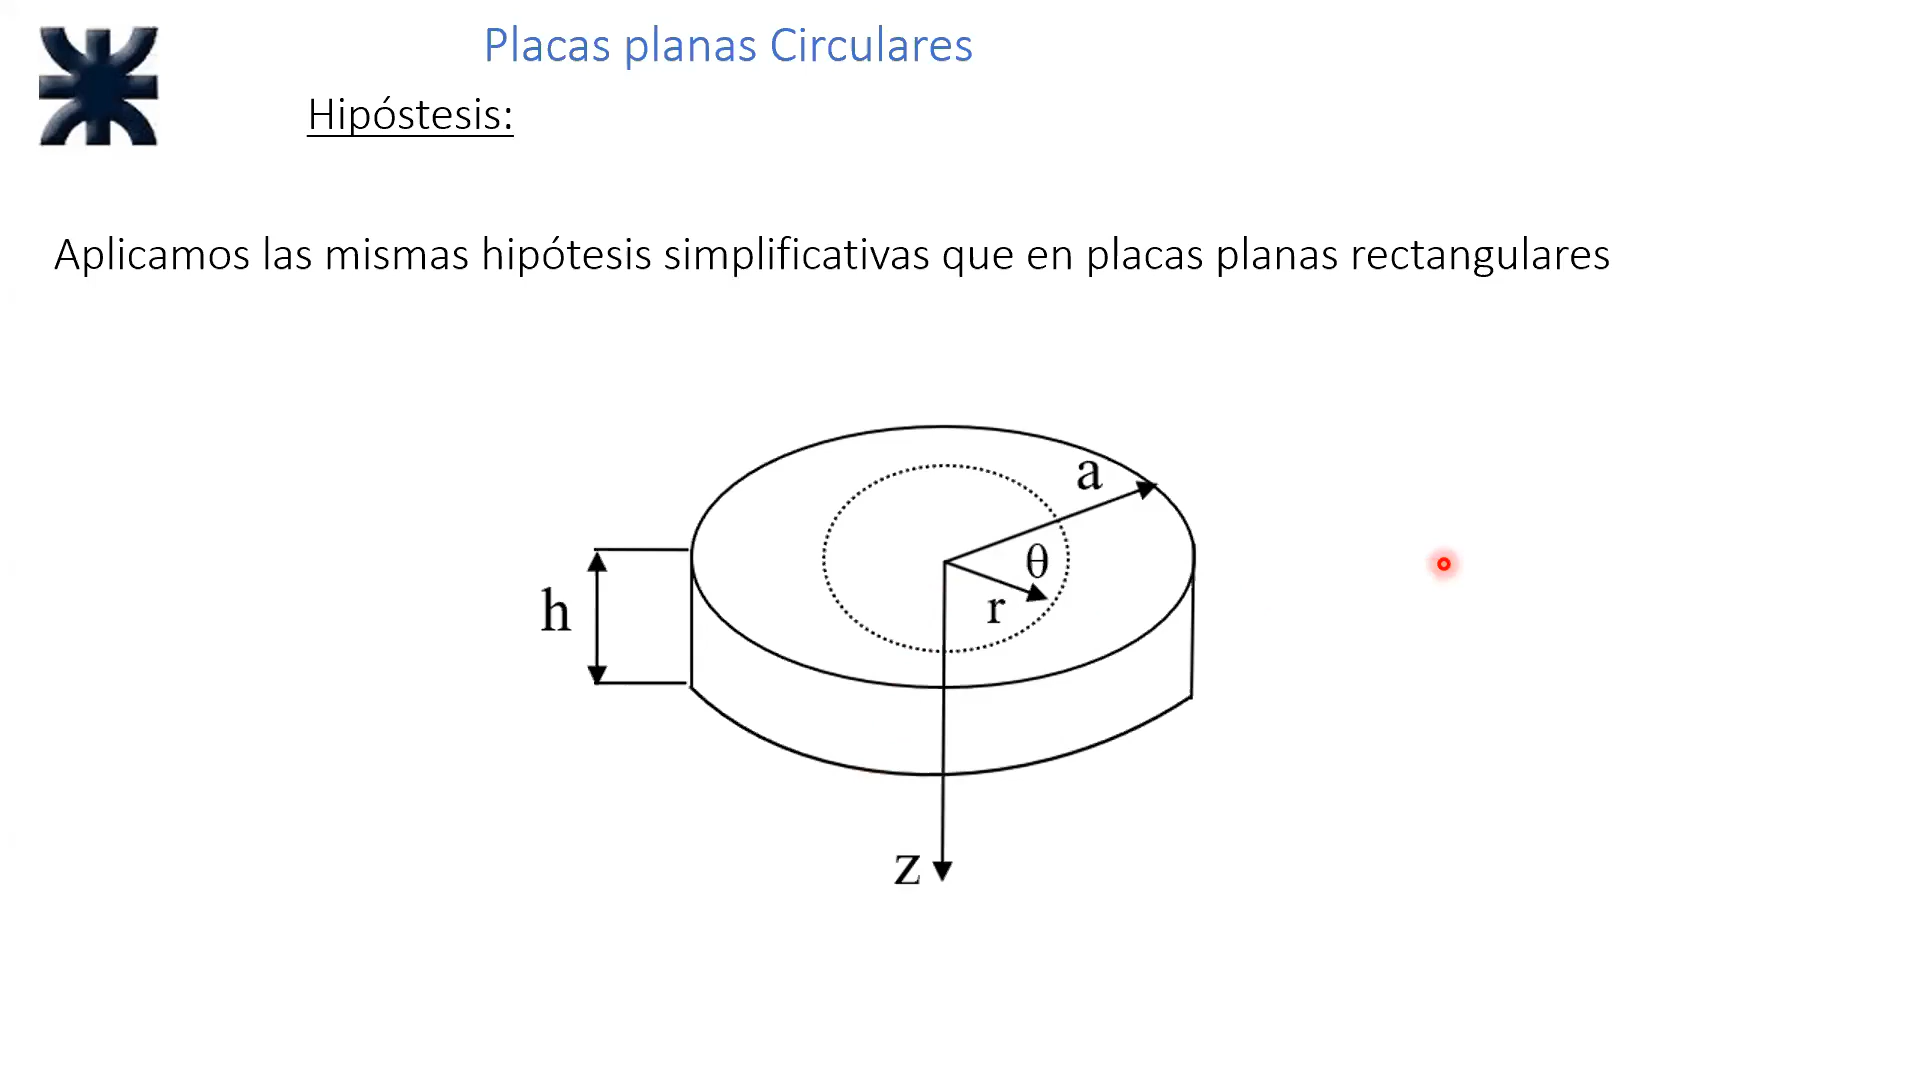 Placas planas Circulares
Hipóstesis:
Aplicamos las mismas hipótesis simplificativas que en placas planas rectangulares
a
θ
h
r
z